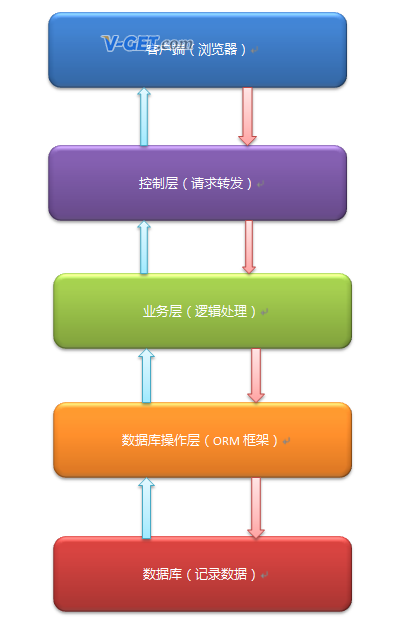 V-GET.com
客户端（浏览器）
控制层（请求转发）
业务层（逻辑处理）
数据库操作层（ORM 框架）
数据库（记录数据）